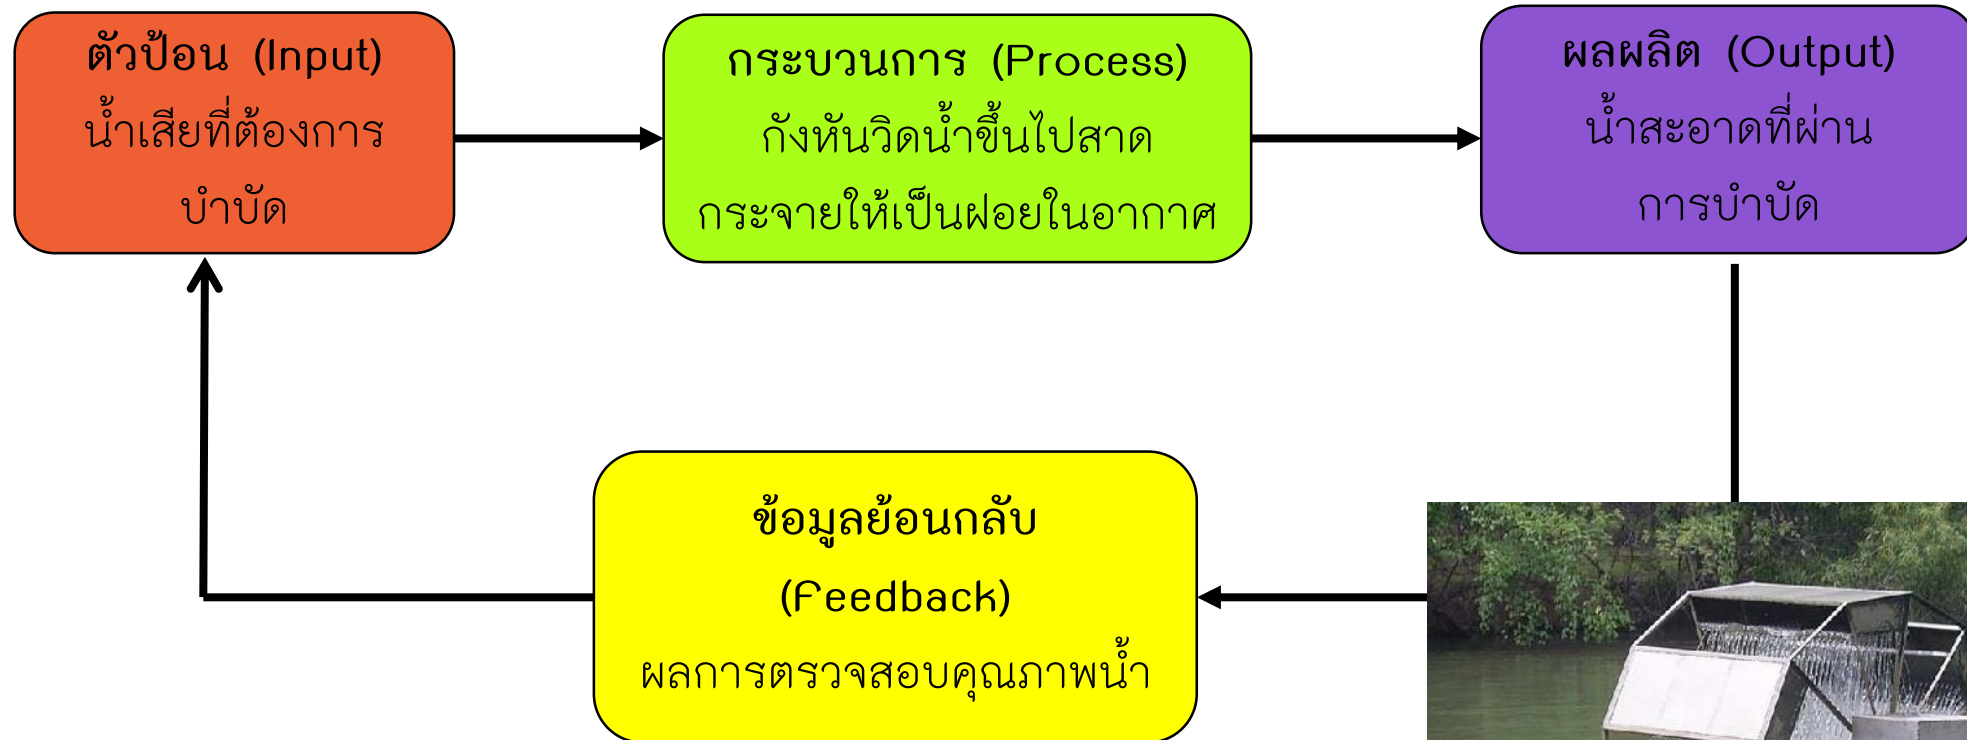 ตัวป้อน (Input)
น้ำเสียที่ต้องการ
บำบัด
กระบวนการ (Process)
กังหันวิดน้ำขึ้นไปสาด
กระจายให้เป็นฝอยในอากาศ
ผลผลิต (Output)
น้ำสะอาดที่ผ่าน
การบำบัด
ข้อมูลย้อนกลับ
(Feedback)
ผลการตรวจสอบคุณภาพน้ำ